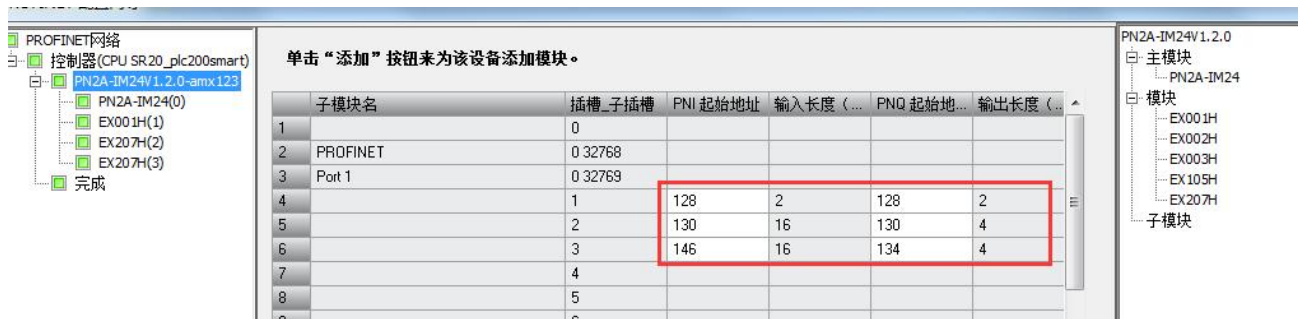 PROFINET网络
控制器(CPU SR20_plc200smart)
PN2A-IM24V1.2.0-amx123
PN2A-IM24(0)
EX001H(1)
EX207H(2)
EX207H(3)
完成
单击“添加”按钮来为该设备添加模块。
子模块名 插槽_子插槽 PNI 起始地址 输入长度（... PNQ 起始地... 输出长度（...
1 0
2 PROFINET 0 32768
3 Port 1 0 32769
4 1 128 2 128 2
5 2 130 16 130 4
6 3 146 16 134 4
7 4
8 5
PN2A-IM24V1.2.0
主模块
PN2A-IM24
模块
EX001H
EX002H
EX003H
EX105H
EX207H
子模块